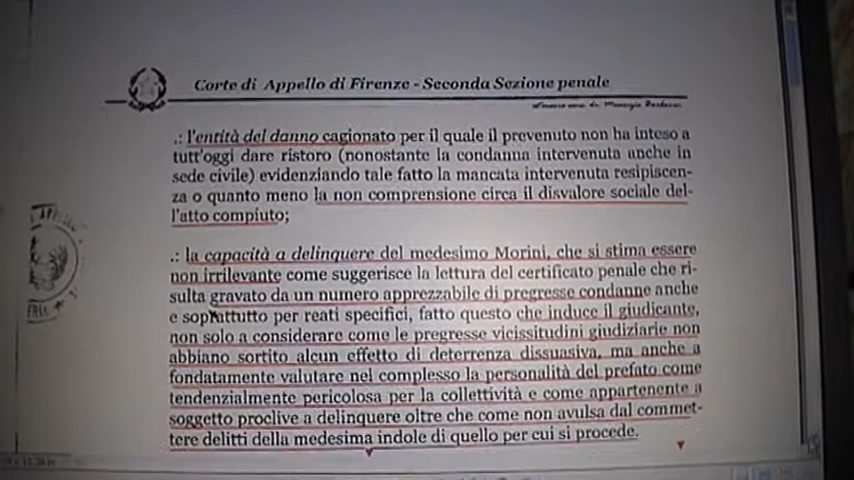 Corte di Appello di Firenze - Seconda Sezione penale
.: l'entità del danno cagionato per il quale il prevenuto non ha inteso a
tutt'oggi dare ristoro (nonostante la condanna intervenuta anche in
sede civile) evidenziando tale fatto la mancata intervenuta resipiscen-
za o quanto meno la non comprensione circa il disvalore sociale del-
l'atto compiuto;
.: la capacità a delinquere del medesimo Morini, che si stima essere
non irrilevante come suggerisce la lettura del certificato penale che ri-
sulta gravato da un numero apprezzabile di pregresse condanne anche
e soprattutto per reati specifici, fatto questo che induce il giudicante,
non solo a considerare come le pregresse vicissitudini giudiziarie non
abbiano sortito alcun effetto di deterrenza dissuasiva, ma anche a
fondatamente valutare nel complesso la personalità del prefato come
tendenzialmente pericolosa per la collettività e come appartenente a
soggetto proclive a delinquere oltre che come non avulsa dal commet-
tere delitti della medesima indole di quello per cui si procede.